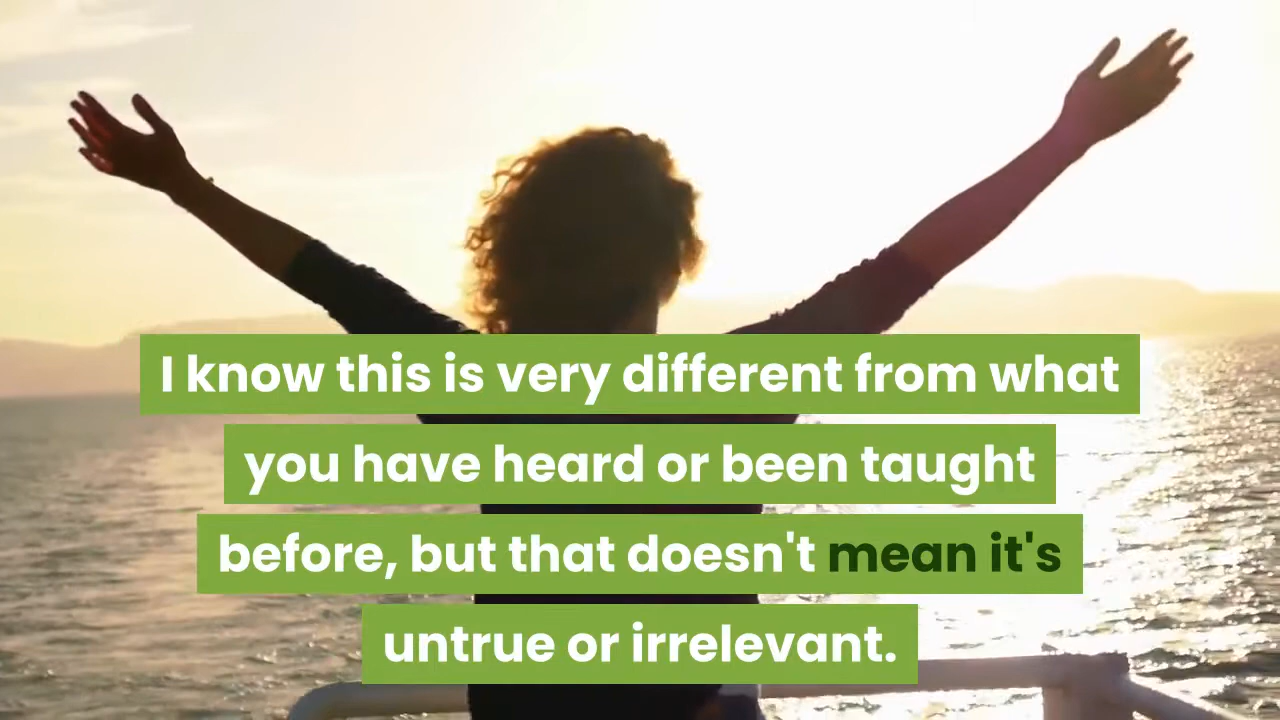 I know this is very different from what
you have heard or been taught
before, but that doesn't mean it's
untrue or irrelevant.